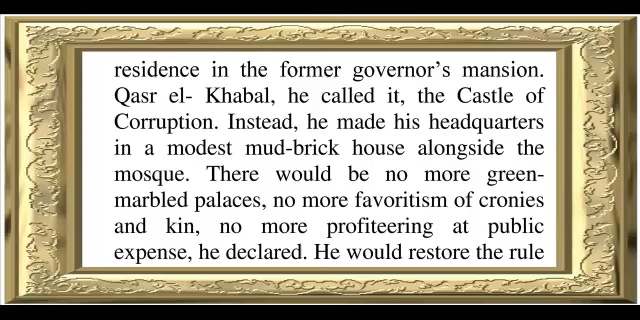 residence in the former governor’s mansion.
Qasr el- Khabal, he called it, the Castle of
Corruption. Instead, he made his headquarters
in a modest mud-brick house alongside the
mosque. There would be no more green-
marbled palaces, no more favoritism of cronies
and kin, no more profiteering at public
expense, he declared. He would restore the rule